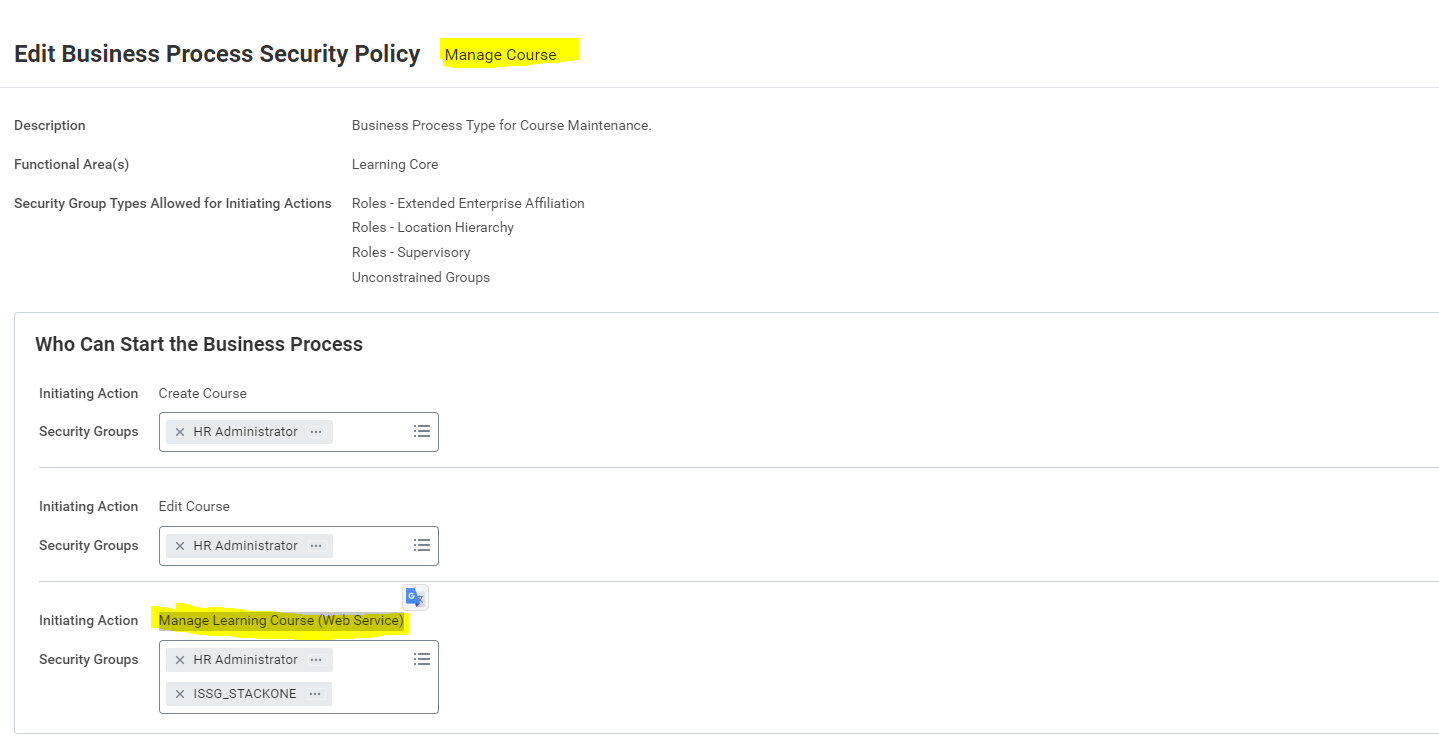 Edit Business Process Security Policy Manage Course
Description Business Process Type for Course Maintenance.
Functional Area(s) Learning Core
Security Group Types Allowed for Initiating Actions Roles - Extended Enterprise Affiliation
Roles - Location Hierarchy
Roles - Supervisory
Unconstrained Groups
Who Can Start the Business Process
Initiating Action Create Course
Security Groups × HR Administrator ···
Initiating Action Edit Course
Security Groups × HR Administrator ···
G
Initiating Action Manage Learning Course (Web Service)
Security Groups × HR Administrator ···
× ISSG_STACKONE ···